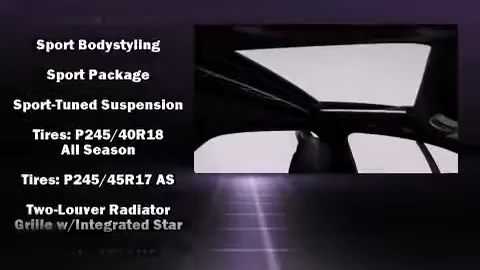 Sport Bodystyling
Sport Package
Sport-Tuned Suspension
Tires: P245/40R18
All Season
Tires: P245/45R17 AS
Two-Louver Radiator
Grille w/Integrated Star